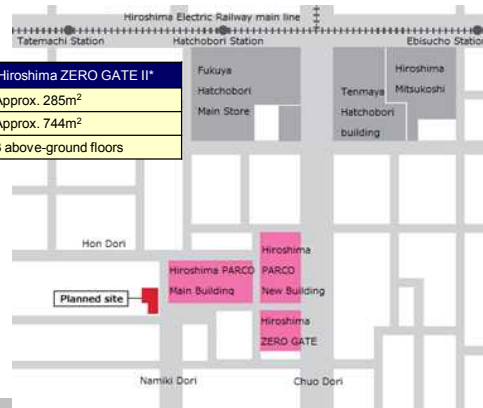 Hiroshima Electric Railway main line
Tatemachi Station
Hatchobori Station
Ebisucho Statio
Hiroshima ZERO GATE II*
Approx. 285m²
Approx. 744m²
above-ground floors
Fukuya
Hatchobori
Main Store
Tenmaya
Hatchobori
building
Hiroshima
Mitsukoshi
Hon Dori
Hiroshima PARCO
Main Building
Hiroshima
PARCO
New Building
Planned site
Hiroshima
ZERO GATE
Namiki Dori
Chuo Dori